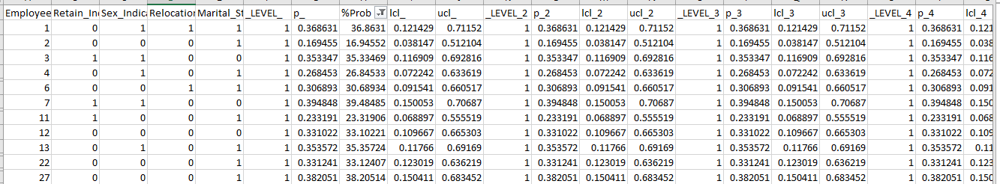 Employee Retain_In Sex_Indica Relocation Marital_St _LEVEL_ p_ %Prob lcl_ ucl_ _LEVEL_2 p_2 lcl_2 ucl_2 _LEVEL_3 p_3 lcl_3 ucl_3 _LEVEL_4 p_4 lcl_4
1 0 1 1 1 1 0.368631 36.8631 0.121429 0.71152 1 0.368631 0.121429 0.71152 1 0.368631 0.121429 0.71152 1 0.368631 0.121
2 0 0 0 1 1 0.169455 16.94552 0.038147 0.512104 1 0.169455 0.038147 0.512104 1 0.169455 0.038147 0.512104 1 0.169455 0.038
3 1 1 0 0 1 0.353347 35.33469 0.116909 0.692816 1 0.353347 0.116909 0.692816 1 0.353347 0.116909 0.692816 1 0.353347 0.116
4 0 1 0 1 1 0.268453 26.84533 0.072242 0.633619 1 0.268453 0.072242 0.633619 1 0.268453 0.072242 0.633619 1 0.268453 0.072
6 0 0 1 1 1 0.306893 30.68934 0.091541 0.660517 1 0.306893 0.091541 0.660517 1 0.306893 0.091541 0.660517 1 0.306893 0.091
7 1 1 0 0 1 0.394848 39.48485 0.150053 0.70687 1 0.394848 0.150053 0.70687 1 0.394848 0.150053 0.70687 1 0.394848 0.150
11 1 0 0 1 1 0.233191 23.31906 0.068897 0.555519 1 0.233191 0.068897 0.555519 1 0.233191 0.068897 0.555519 1 0.233191 0.068
12 0 0 0 0 1 0.331022 33.10221 0.109667 0.665303 1 0.331022 0.109667 0.665303 1 0.331022 0.109667 0.665303 1 0.331022 0.109
13 0 1 0 1 1 0.353572 35.35724 0.11766 0.69169 1 0.353572 0.11766 0.69169 1 0.353572 0.11766 0.69169 1 0.353572 0.11
22 0 0 0 1 1 0.331241 33.12407 0.123019 0.636219 1 0.331241 0.123019 0.636219 1 0.331241 0.123019 0.636219 1 0.331241 0.123
27 0 0 0 1 1 0.382051 38.20514 0.150411 0.683452 1 0.382051 0.150411 0.683452 1 0.382051 0.150411 0.683452 1 0.382051 0.150